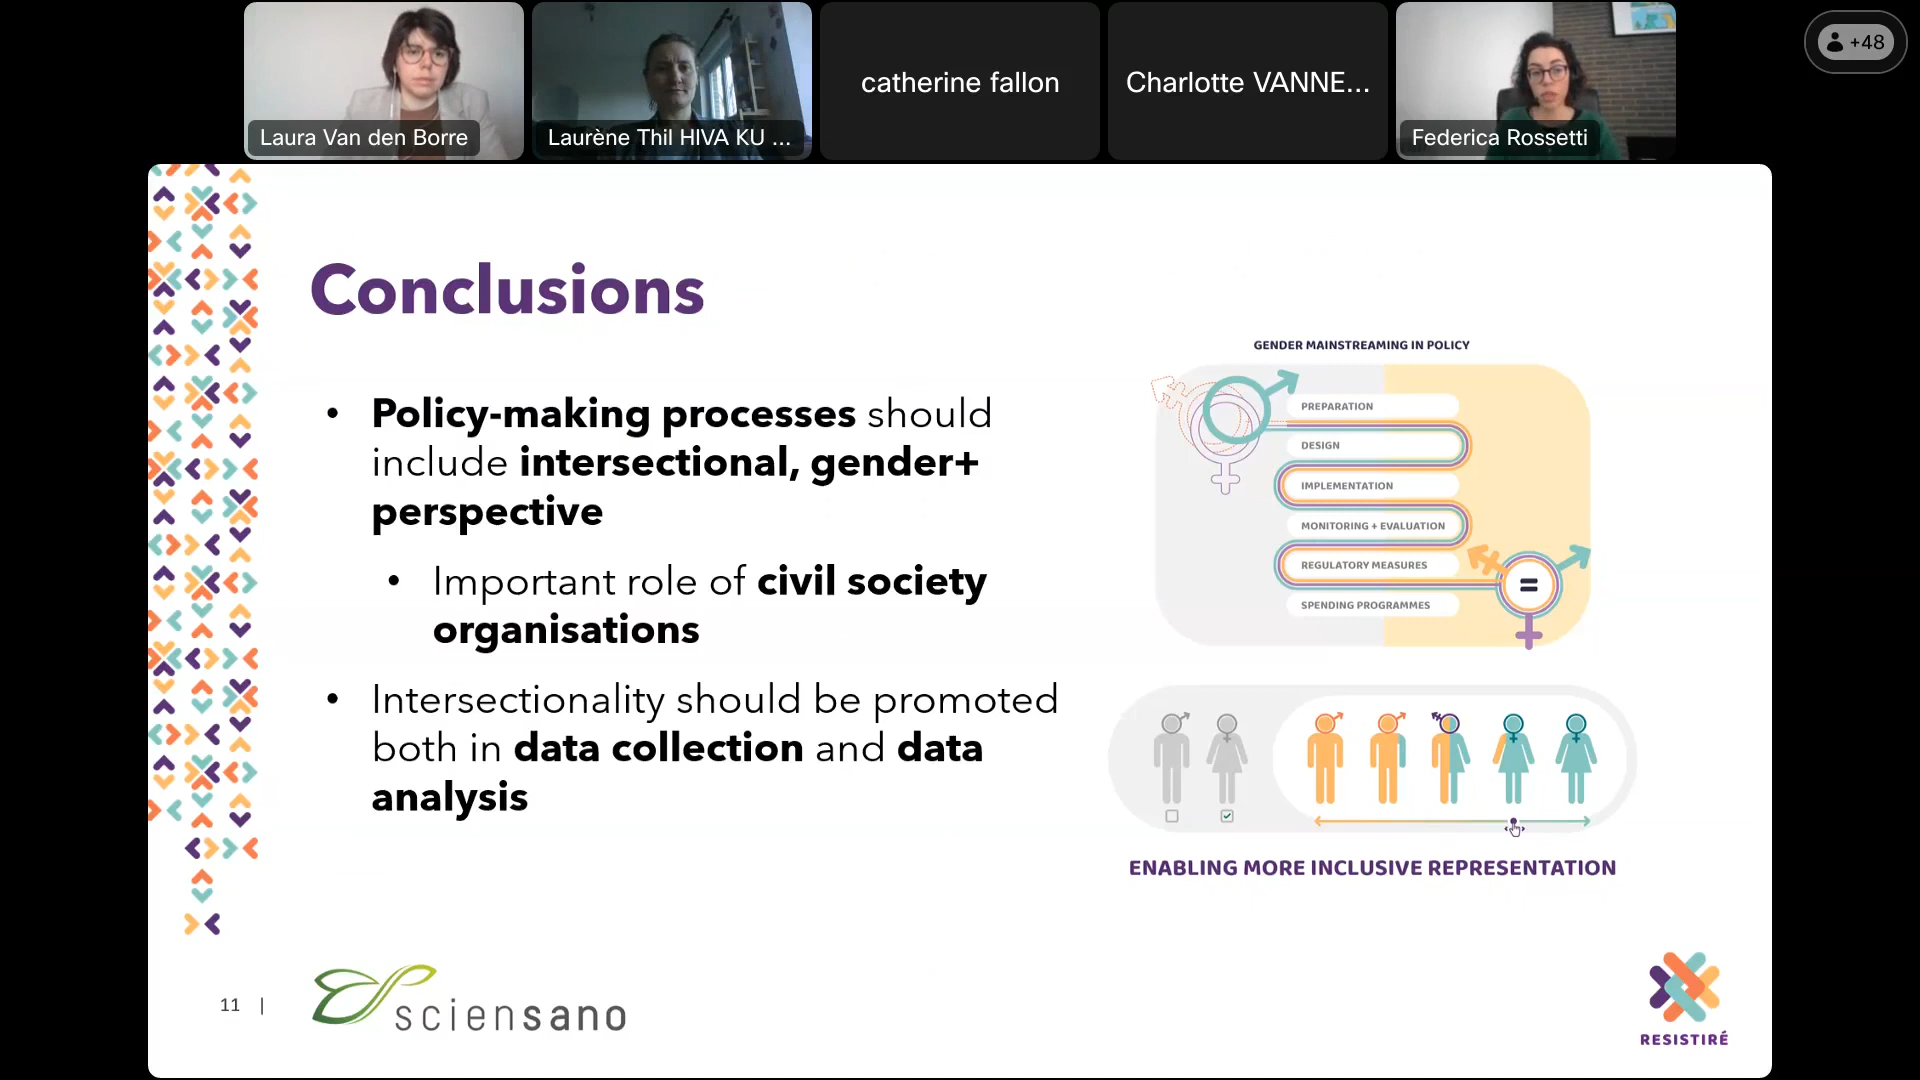 Laura Van den Borre
Laurène Thil HIVA KU ...
catherine fallon
Charlotte VANNE...
Federica Rossetti
+48
Conclusions
• Policy-making processes should
include intersectional, gender+
perspective
• Important role of civil society
organisations
• Intersectionality should be promoted
both in data collection and data
analysis
GENDER MAINSTREAMING IN POLICY
PREPARATION
DESIGN
IMPLEMENTATION
MONITORING + EVALUATION
REGULATORY MEASURES
SPENDING PROGRAMMES
=
ENABLING MORE INCLUSIVE REPRESENTATION
11 |
sciensano
RESISTIRÉ